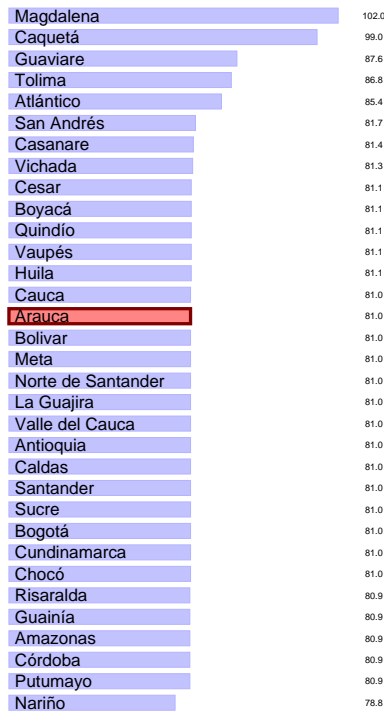 Magdalena 102.0
Caquetá 99.0
Guaviare 87.6
Tolima 86.8
Atlántico 85.4
San Andrés 81.7
Casanare 81.4
Vichada 81.3
Cesar 81.1
Boyacá 81.1
Quindío 81.1
Vaupés 81.1
Huila 81.1
Cauca 81.0
Arauca 81.0
Bolivar 81.0
Meta 81.0
Norte de Santander 81.0
La Guajira 81.0
Valle del Cauca 81.0
Antioquia 81.0
Caldas 81.0
Santander 81.0
Sucre 81.0
Bogotá 81.0
Cundinamarca 81.0
Chocó 81.0
Risaralda 80.9
Guainía 80.9
Amazonas 80.9
Córdoba 80.9
Putumayo 80.9
Nariño 78.8